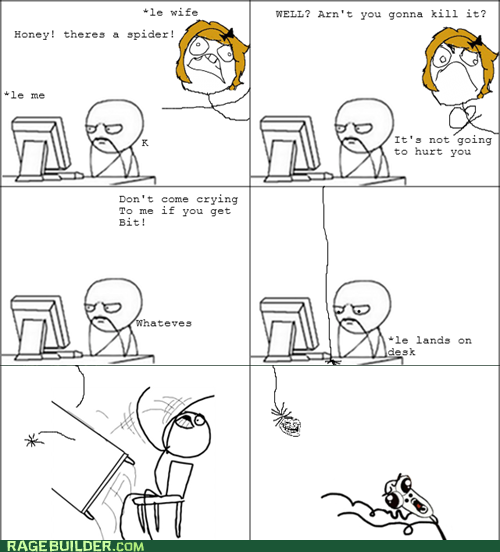 *le wife
Honey! theres a spider!
*le me
K
WELL? Arn't you gonna kill it?
It's not going
to hurt you
Don't come crying
To me if you get
Bit!
Whateves
*le lands on
desk
RAGEBUILDER.COM